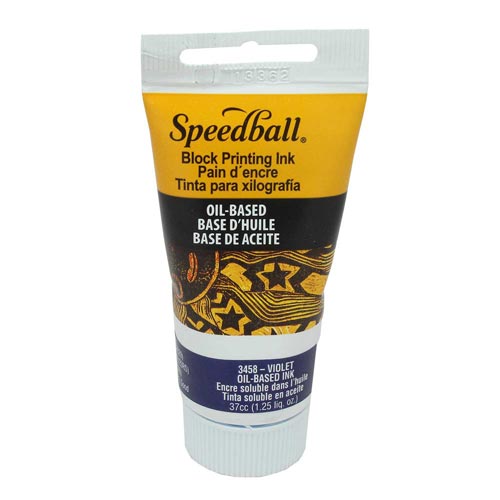 13362
Speedball®
Block Printing Ink
Pain d'encre
Tinta para xilografía
OIL-BASED
BASE D'HUILE
BASE DE ACEITE
3458 – VIOLET
OIL-BASED INK
Encre soluble dans l'huile
Tinta soluble en aceite
37cc (1.25 liq. oz.)